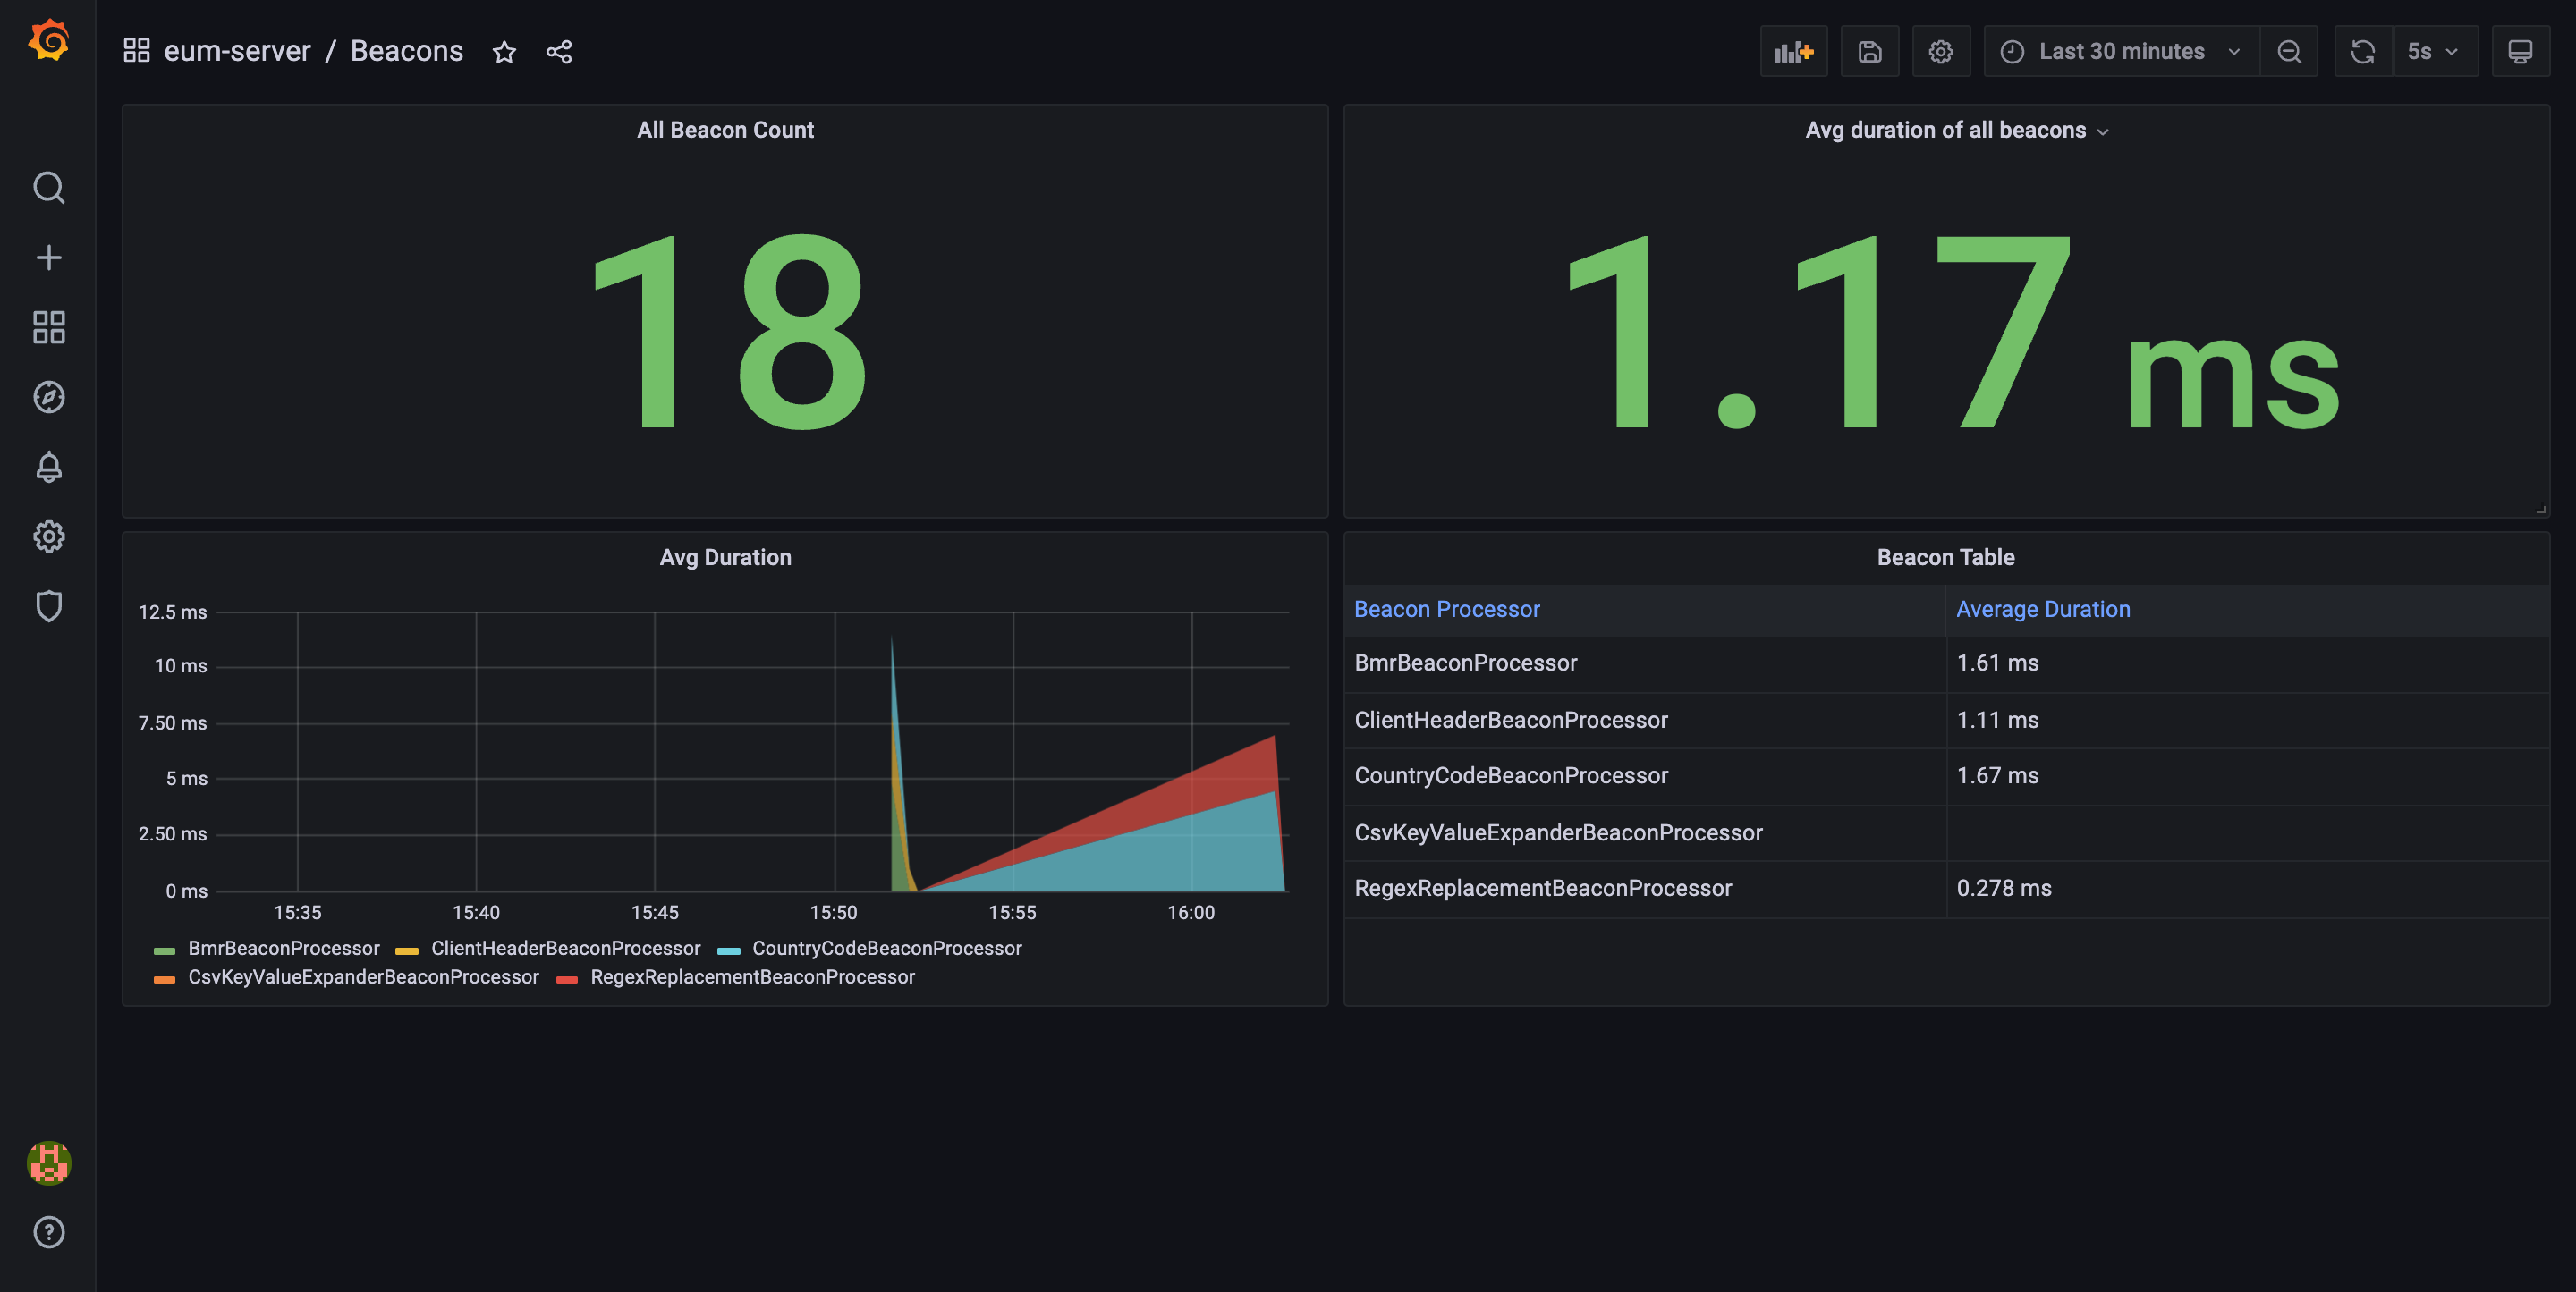 eum-server / Beacons
Last 30 minutes
5s
All Beacon Count
18
Avg duration of all beacons
1.17 ms
Avg Duration
12.5 ms
10 ms
7.50 ms
5 ms
2.50 ms
0 ms
15:35 15:40 15:45 15:50 15:55 16:00
BmrBeaconProcessor ClientHeaderBeaconProcessor CountryCodeBeaconProcessor
CsvKeyValueExpanderBeaconProcessor RegexReplacementBeaconProcessor
Beacon Table
Beacon Processor Average Duration
BmrBeaconProcessor 1.61 ms
ClientHeaderBeaconProcessor 1.11 ms
CountryCodeBeaconProcessor 1.67 ms
CsvKeyValueExpanderBeaconProcessor
RegexReplacementBeaconProcessor 0.278 ms